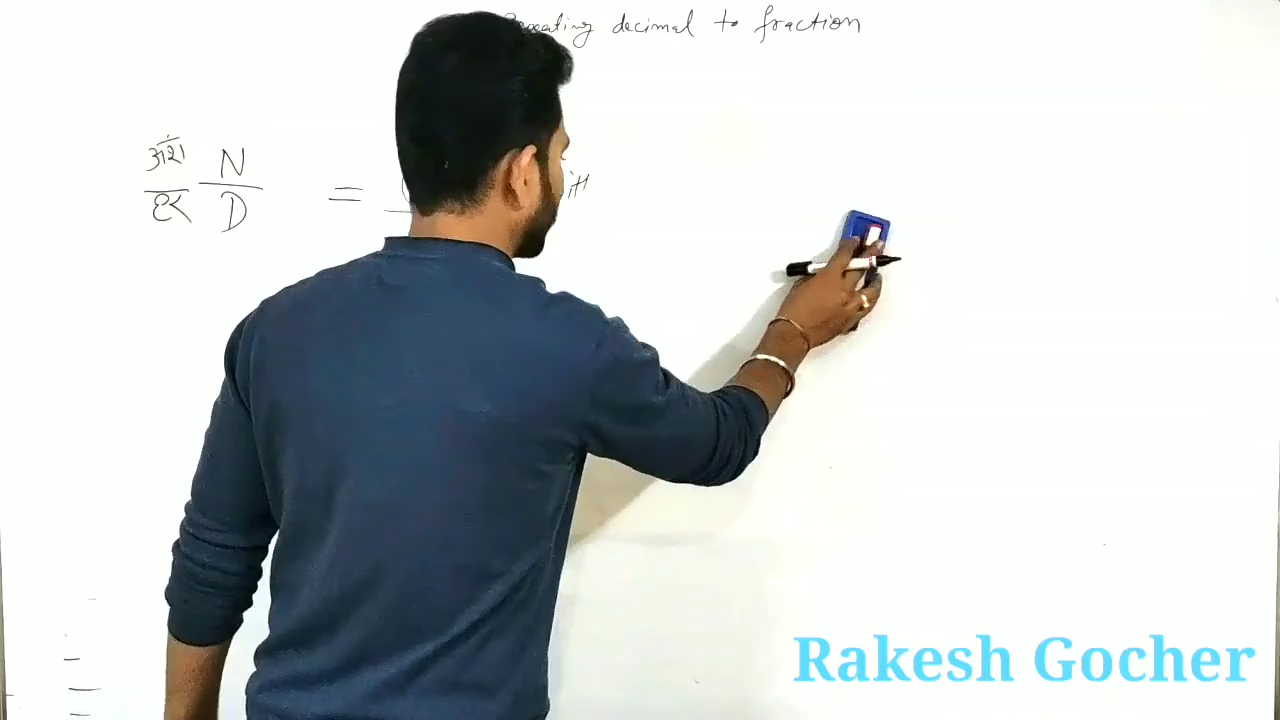 decimal to fraction
अंश N
हर D
=
Rakesh Gocher